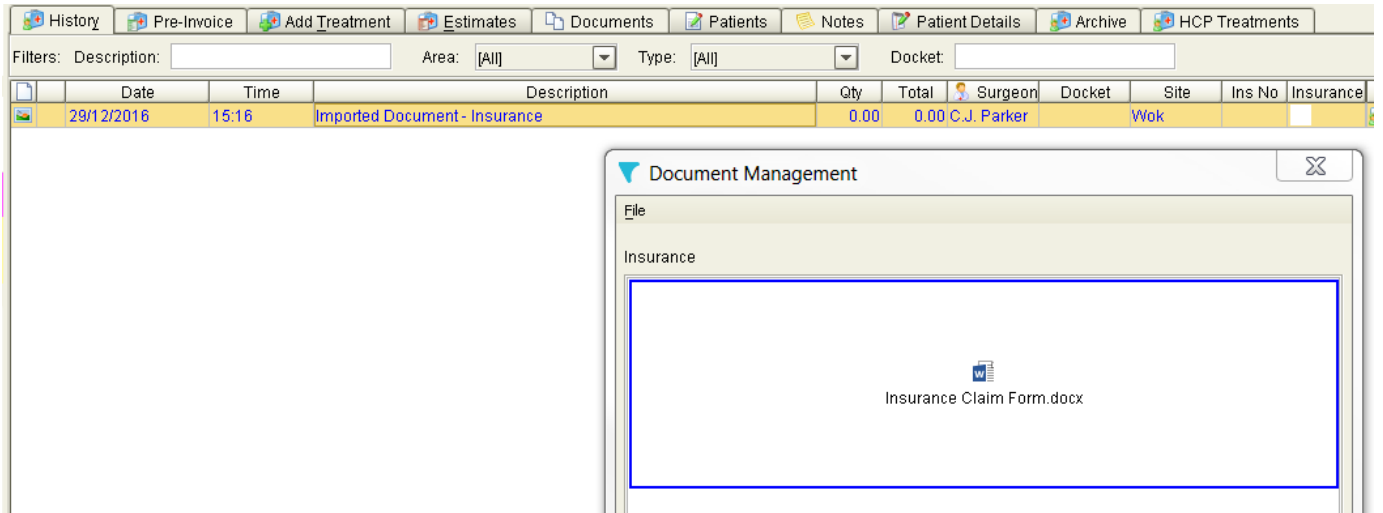 History Pre-Invoice Add Treatment Estimates Documents Patients Notes Patient Details Archive HCP Treatments
Filters: Description: Area: [All] Type: [All] Docket:
Date Time Description Qty Total Surgeon Docket Site Ins No Insurance
29/12/2016 15:16 Imported Document - Insurance 0.00 0.00 C.J. Parker Wok
Document Management
File
Insurance
Insurance Claim Form.docx